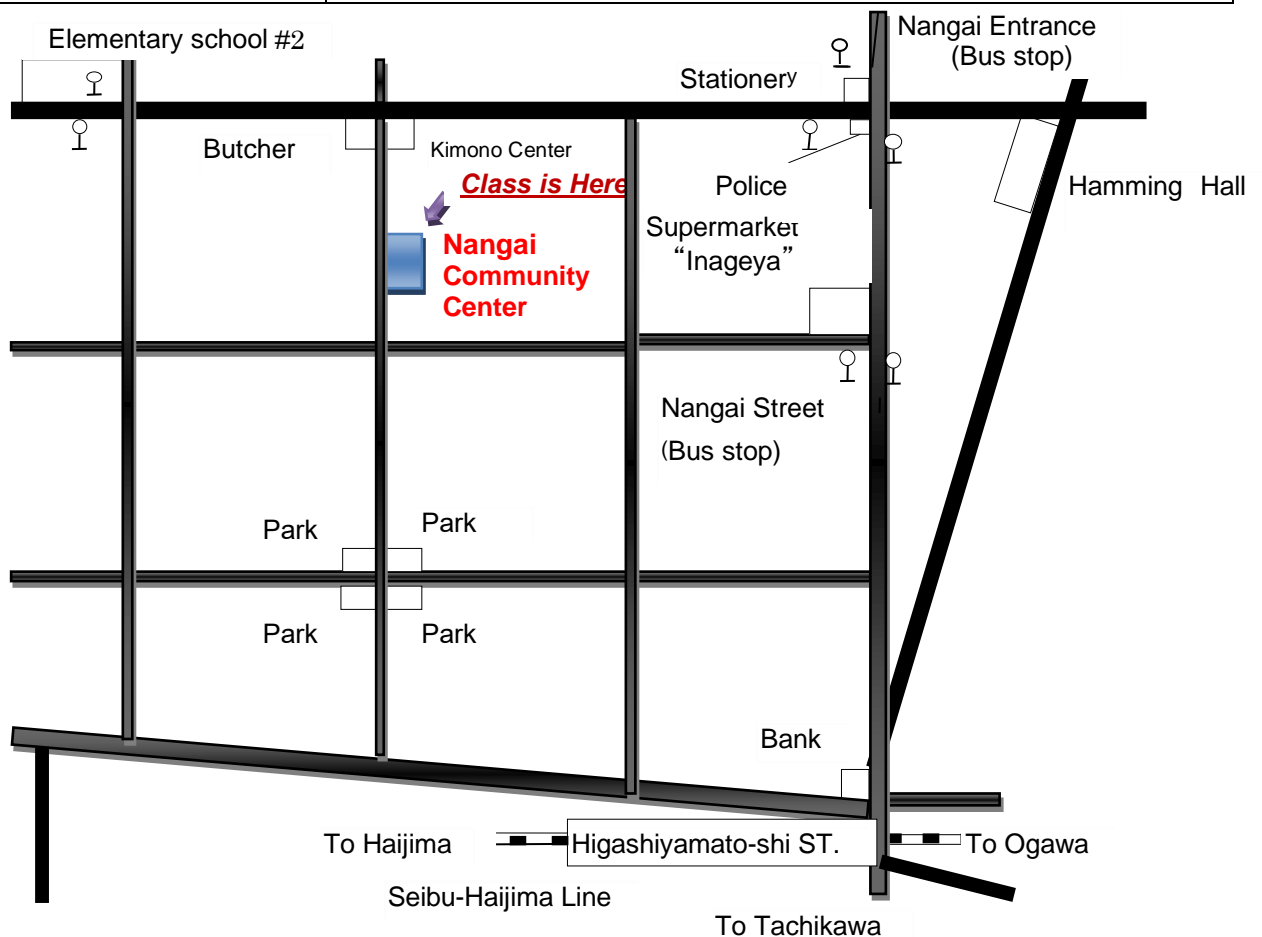 Elementary school #2
Nangai Entrance
(Bus stop)
Stationery
Butcher
Kimono Center
Class is Here
Police
Hamming Hall
Supermarket
“Inageya”
Nangai
Community
Center
Nangai Street
(Bus stop)
Park
Park
Park
Park
Bank
To Haijima
Higashiyamato-shi ST.
To Ogawa
Seibu-Haijima Line
To Tachikawa